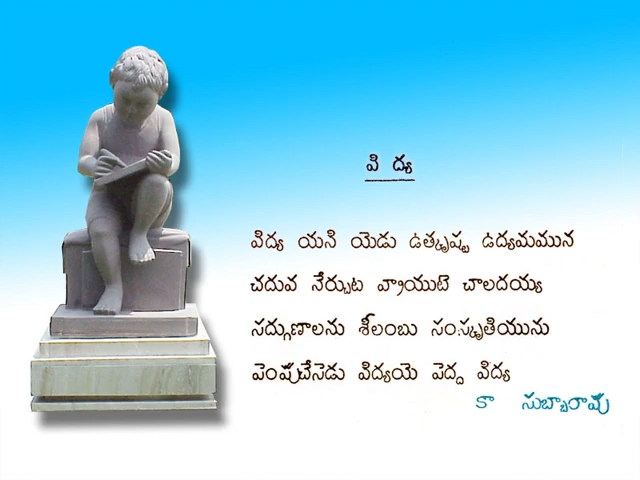 విద్య
విద్య యని యెడు ఉత్కృష్ట ఉద్యమమున
చదువ నేర్చుట వ్రాయుటె చాలదయ్య
సద్గుణాలను శీలంబు సంస్కృతియును
పెంపుచేసెడు విద్యయె పెద్ద విద్య
కా సుబ్బారావు